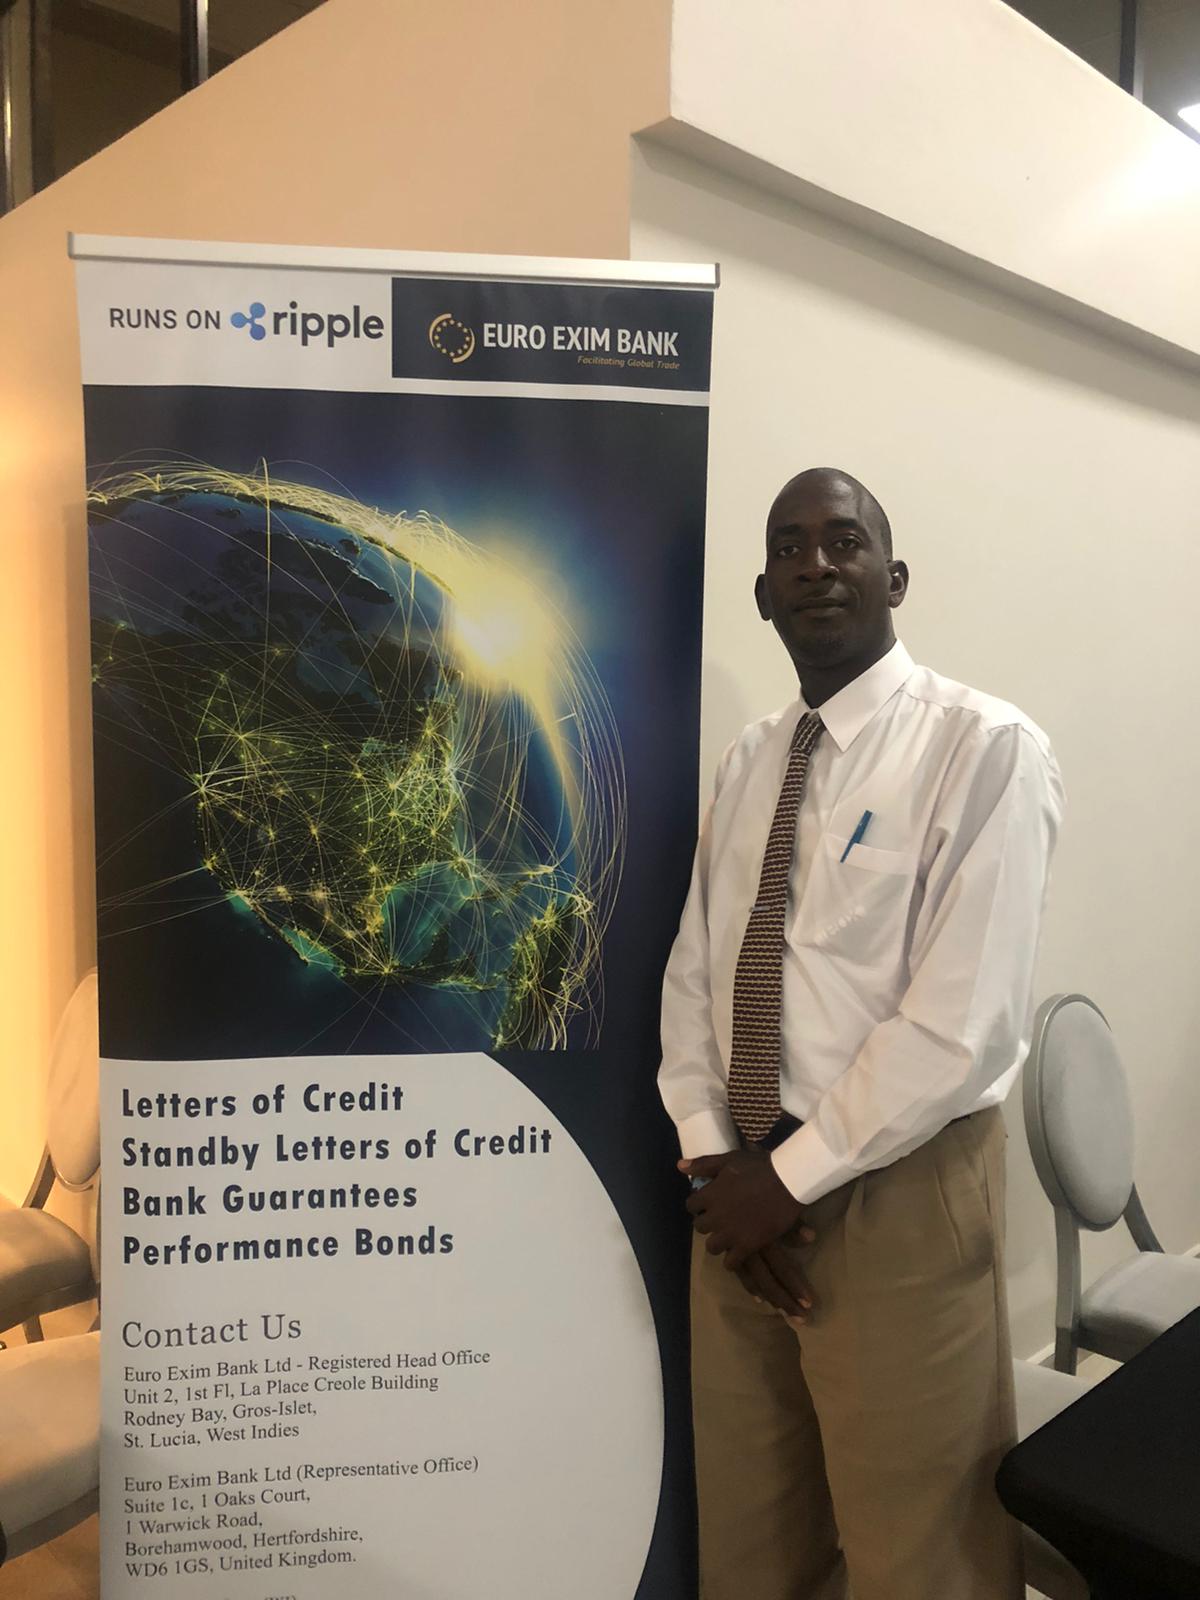 RUNS ON ripple
EURO EXIM BANK
Facilitating Global Trade
Letters of Credit
Standby Letters of Credit
Bank Guarantees
Performance Bonds
Contact Us
Euro Exim Bank Ltd - Registered Head Office
Unit 2, 1st Fl, La Place Creole Building
Rodney Bay, Gros-Islet,
St. Lucia, West Indies
Euro Exim Bank Ltd (Representative Office)
Suite 1c, 1 Oaks Court,
1 Warwick Road,
Borehamwood, Hertfordshire,
WD6 1GS, United Kingdom.